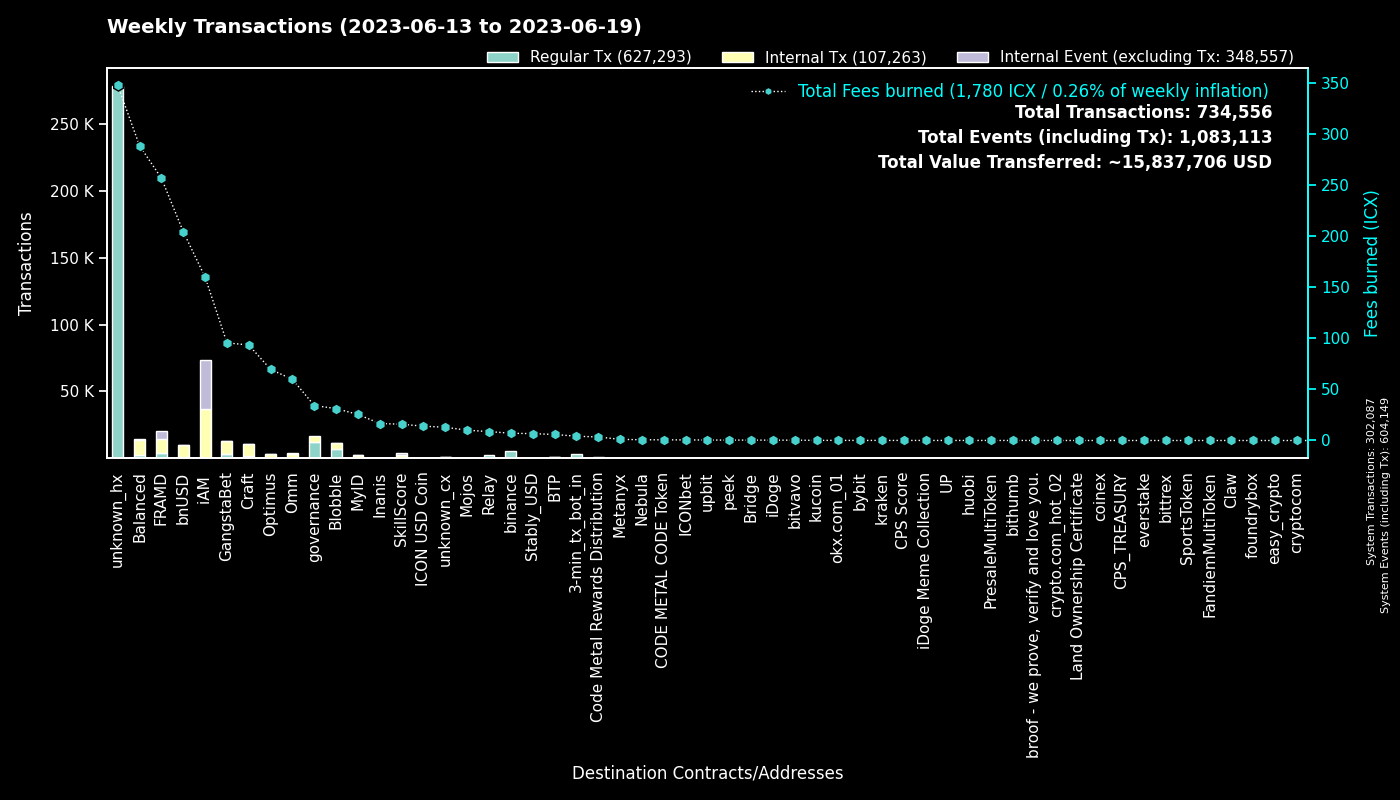 Weekly Transactions (2023-06-13 to 2023-06-19)
Regular Tx (627,293)
Internal Tx (107,263)
Internal Event (excluding Tx: 348,557)
Total Fees burned (1,780 ICX / 0.26% of weekly inflation)
Total Transactions: 734,556
Total Events (including Tx): 1,083,113
Total Value Transferred: ~15,837,706 USD
Transactions
250 K
200 K
150 K
100 K
50 K
350
300
250
200
150
100
50
0
Fees burned (ICX)
System Transactions: 302,087
System Events (including Tx): 604,149
unknown_hx
Balanced
FRAMD
bnUSD
iAM
GangstaBet
Craft
Optimus
Omm
governance
Blobble
MyID
Inanis
SkillScore
ICON USD Coin
unknown_cx
Mojos
Relay
binance
Stably_USD
BTP
3-min_tx_bot_in
Code Metal Rewards Distribution
Metanyx
Nebula
CODE METAL CODE Token
ICONbet
upbit
peek
Bridge
iDoge
bitvavo
kucoin
okx.com_01
bybit
kraken
CPS Score
iDoge Meme Collection
UP
huobi
PresaleMultiToken
bithumb
broof - we prove, verify and love you.
crypto.com_hot_02
Land Ownership Certificate
coinex
CPS_TREASURY
everstake
bittrex
SportsToken
FandiemMultiToken
Claw
foundrybox
easy_crypto
cryptocom
Destination Contracts/Addresses